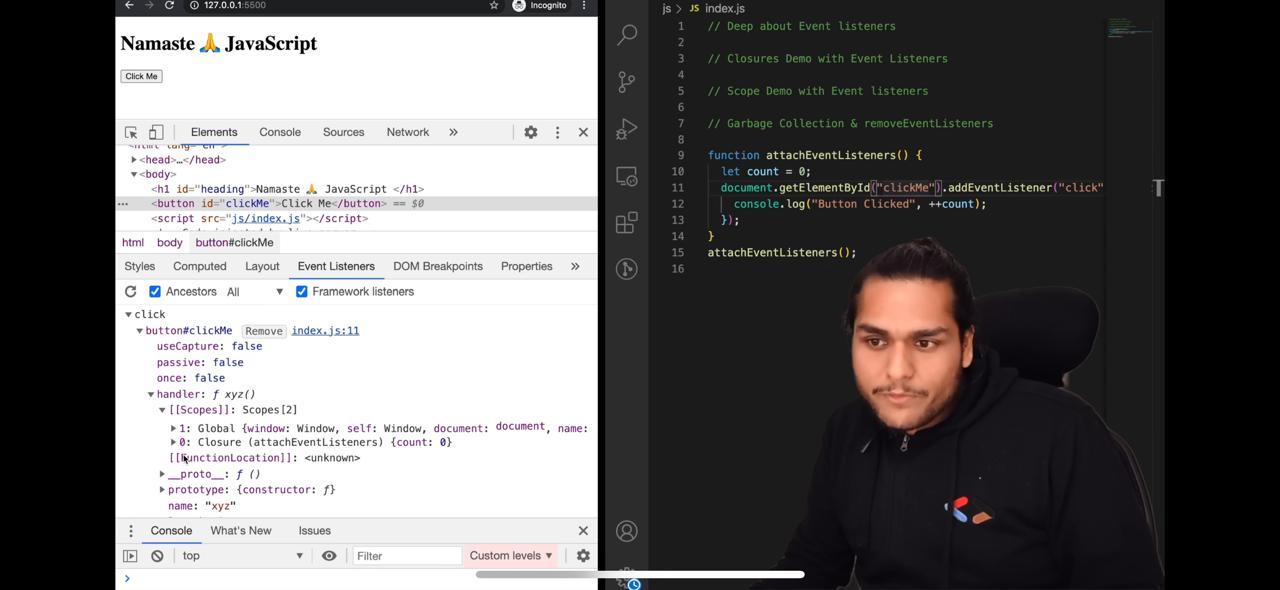 127.0.0.1:5500
Incognito
Namaste 🙏 JavaScript
Click Me
Elements Console Sources Network »
<head>…</head>
<body>
<h1 id="heading">Namaste 🙏 JavaScript </h1>
<button id="clickMe">Click Me</button> == $0
<script src="js/index.js"></script>
html body button#clickMe
Styles Computed Layout Event Listeners DOM Breakpoints Properties »
Ancestors All ▼ Framework listeners
▼ click
▼ button#clickMe Remove index.js:11
useCapture: false
passive: false
once: false
▼ handler: ƒ xyz()
▼ [[Scopes]]: Scopes[2]
▶ 1: Global {window: Window, self: Window, document: document, name:
▶ 0: Closure (attachEventListeners) {count: 0}
[[FunctionLocation]]: <unknown>
▶ __proto__: ƒ ()
▶ prototype: {constructor: ƒ}
name: "xyz"
Console What's New Issues
top ▼ Filter Custom levels ▼
>
js > JS index.js
1 // Deep about Event listeners
2
3 // Closures Demo with Event Listeners
4
5 // Scope Demo with Event listeners
6
7 // Garbage Collection & removeEventListeners
8
9 function attachEventListeners() {
10 let count = 0;
11 document.getElementById("clickMe").addEventListener("click"
12 console.log("Button Clicked", ++count);
13 });
14 }
15 attachEventListeners();
16